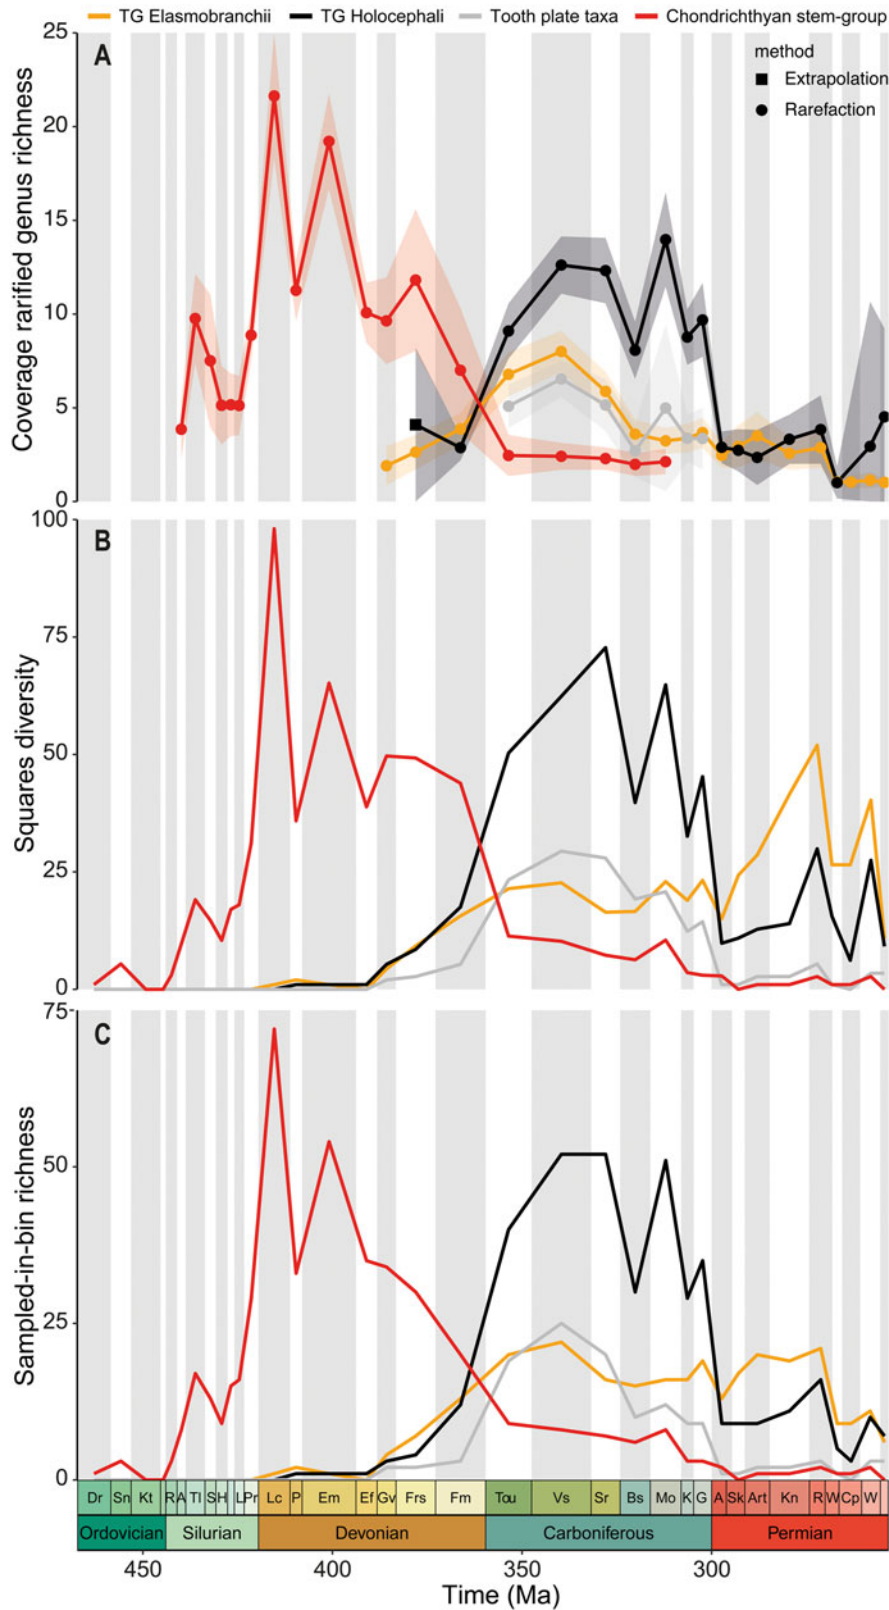 TG Elasmobranchii TG Holocephali Tooth plate taxa Chondrichthyan stem-group
A
method
Extrapolation
Rarefaction
Coverage rarified genus richness
25
20
15
10
5
0
B
Squares diversity
100
75
50
25
0
C
Sampled-in-bin richness
75
50
25
0
Dr Sn Kt R A Tl S H L Pr Lc P Em Ef Gv Frs Fm Tou Vs Sr Bs Mo K G A Sk Art Kn R W Cp W
Ordovician Silurian Devonian Carboniferous Permian
450 400 350 300
Time (Ma)